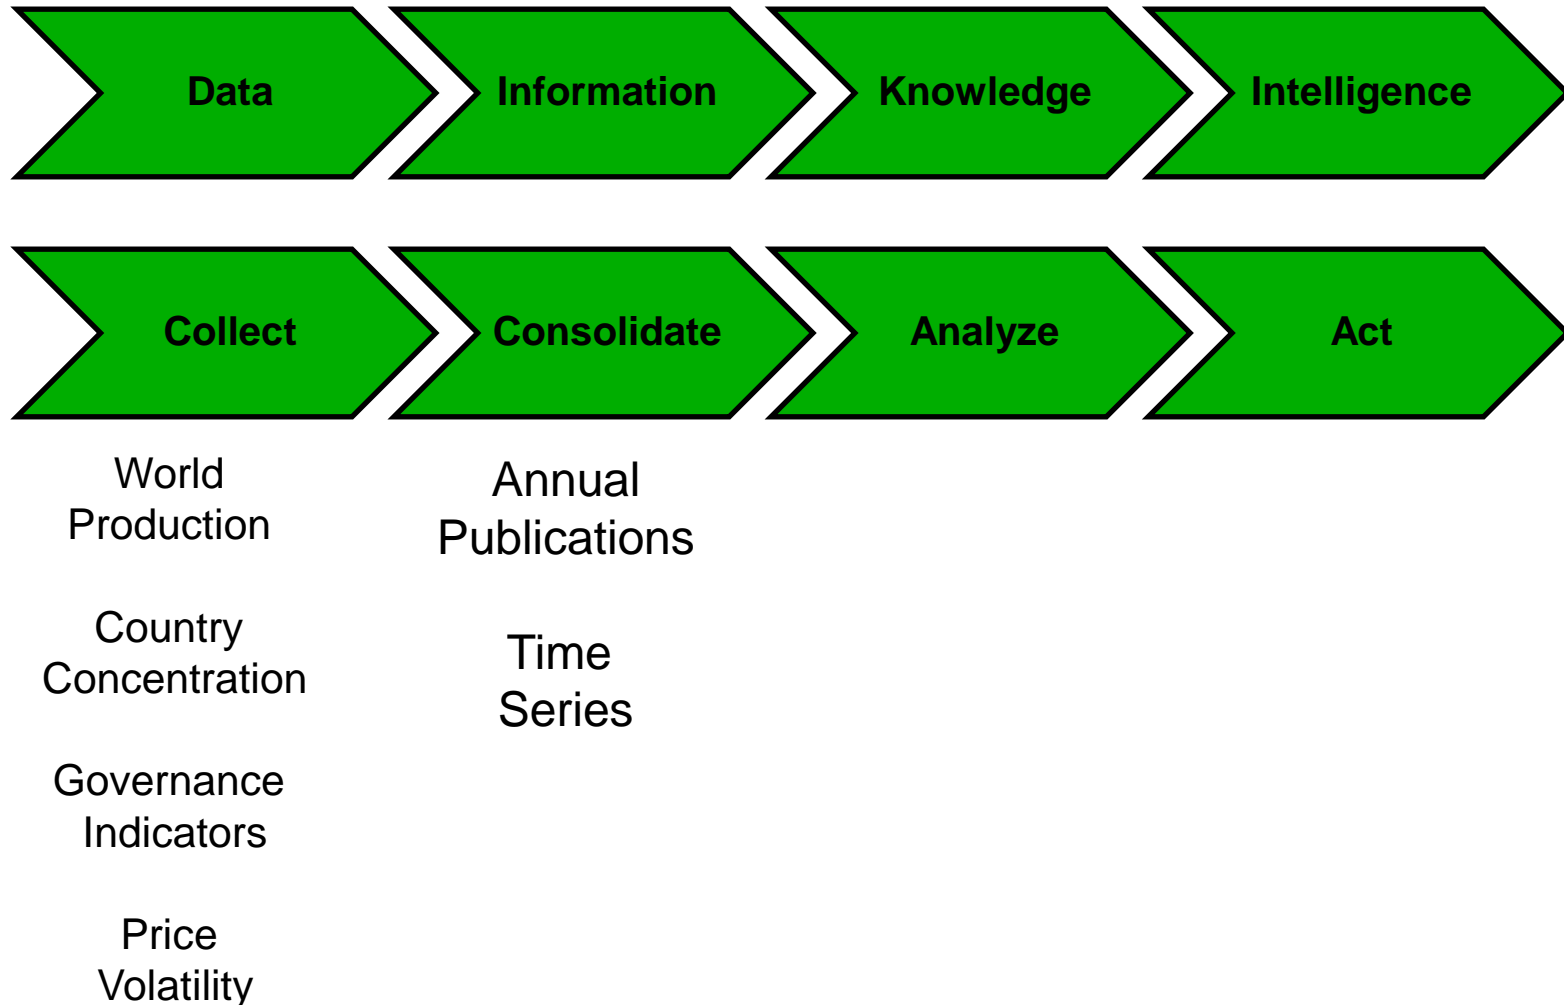 Data
Information
Knowledge
Intelligence
Collect
Consolidate
Analyze
Act
World
Production
Country
Concentration
Governance
Indicators
Price
Volatility
Annual
Publications
Time
Series